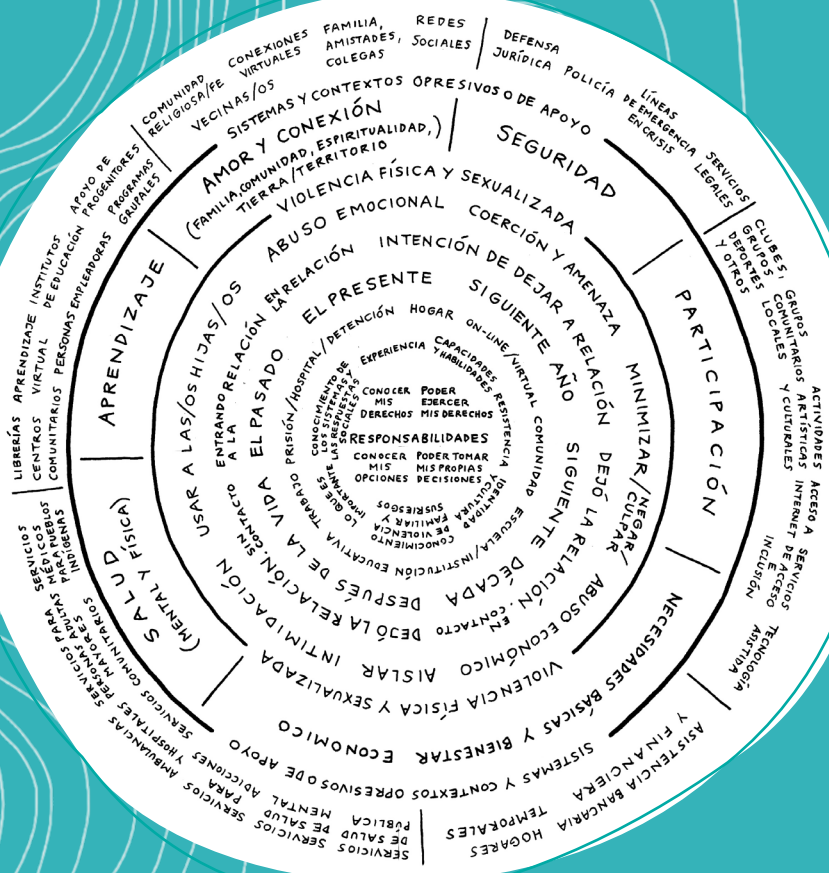 REDES
SOCIALES
FAMILIA,
AMISTADES,
COLEGAS
CONEXIONES
VIRTUALES
COMUNIDAD
RELIGIOSA/FE
VECINAS/OS
DEFENSA
JURÍDICA
POLICÍA
LÍNEAS
DE EMERGENCIA
EN CRISIS
SERVICIOS
LEGALES
CLUBES,
GRUPOS
DEPORTES
Y OTROS
GRUPOS
COMUNITARIOS
LOCALES
ACTIVIDADES
ARTÍSTICAS
Y CULTURALES
ACCESO A
INTERNET
SERVICIOS
DE ACCESO
E
INCLUSIÓN
TECNOLOGÍA
ASISTIDA
ASISTENCIA BANCARIA
Y FINANCIERA
HOGARES
TEMPORALES
SERVICIOS
DE SALUD
PÚBLICA
SERVICIOS
DE SALUD
MENTAL
SERVICIOS
PARA
ADICCIONES
AMBULANCIAS
Y HOSPITALES
SERVICIOS PARA
PERSONAS ADULTAS
MAYORES
SERVICIOS COMUNITARIOS
SERVICIOS
MÉDICOS
PARA PUEBLOS
INDÍGENAS
LIBRERÍAS
CENTROS
COMUNITARIOS
APRENDIZAJE
VIRTUAL
INSTITUTOS
DE EDUCACIÓN
PERSONAS EMPLEADORAS
APOYO DE
PROGENITORES
PROGRAMAS
GRUPALES
SISTEMAS Y CONTEXTOS OPRESIVOS O DE APOYO
SISTEMAS Y CONTEXTOS OPRESIVOS O DE APOYO
AMOR Y CONEXIÓN
(FAMILIA, COMUNIDAD, ESPIRITUALIDAD,)
TIERRA/TERRITORIO
SEGURIDAD
PARTICIPACIÓN
NECESIDADES BÁSICAS Y BIENESTAR ECONOMICO
SALUD
(MENTAL Y FÍSICA)
APRENDIZAJE
VIOLENCIA FÍSICA Y SEXUALIZADA
VIOLENCIA FÍSICA Y SEXUALIZADA
ABUSO EMOCIONAL
COERCIÓN Y AMENAZA
MINIMIZAR/NEGAR/
CULPAR
ABUSO ECONÓMICO
AISLAR
INTIMIDACIÓN
USAR A LAS/OS HIJAS/OS
ENTRANDO
A LA
RELACIÓN
EN
LA RELACIÓN
INTENCIÓN DE DEJAR A RELACIÓN
DEJÓ LA RELACIÓN,
EN CONTACTO
DEJÓ LA RELACIÓN,
SIN CONTACTO
EL PASADO
EL PRESENTE
SIGUIENTE AÑO
SIGUIENTE DÉCADA
DESPUÉS DE LA VIDA
PRISIÓN/HOSPITAL/DETENCIÓN
HOGAR
ON-LINE/VIRTUAL
COMUNIDAD
ESCUELA/INSTITUCIÓN EDUCATIVA
TRABAJO
CONOCIMIENTO DE
LOS SISTEMAS Y
LAS RESPUESTAS
SOCIALES
EXPERIENCIA
CAPACIDADES
Y HABILIDADES
RESISTENCIA
IDENTIDAD
Y CULTURA
CONOCIMIENTO
DE VIOLENCIA
FAMILIAR Y
SUS RIESGOS
LO QUE ES
IMPORTANTE
CONOCER
MIS
DERECHOS
PODER
EJERCER
MIS DERECHOS
RESPONSABILIDADES
CONOCER
MIS
OPCIONES
PODER TOMAR
MIS PROPIAS
DECISIONES